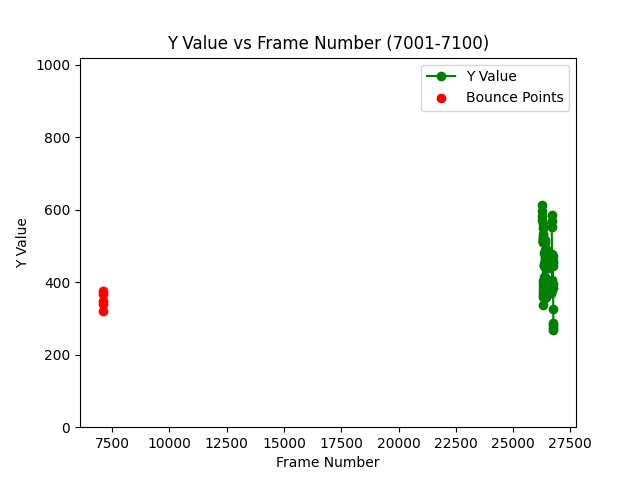 Y Value vs Frame Number (7001-7100)
1000
800
600
400
200
0
Y Value
Y Value
Bounce Points
7500 10000 12500 15000 17500 20000 22500 25000 27500
Frame Number